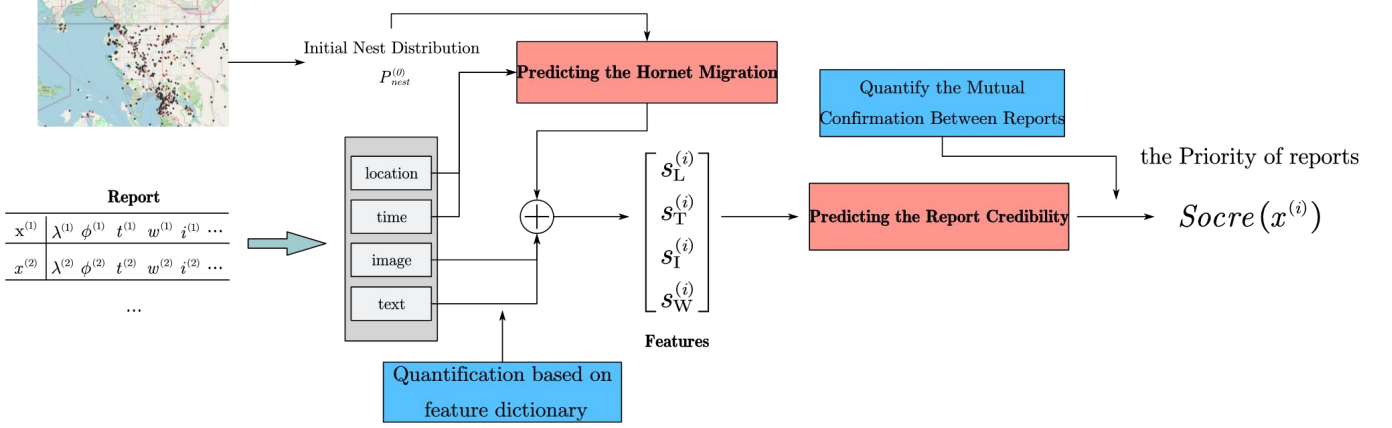 Initial Nest Distribution
P_{nest}^{(0)}
Predicting the Hornet Migration
Quantify the Mutual
Confirmation Between Reports
the Priority of reports
Socre(x^{(i)})
Report
x^{(1)} λ^{(1)} ϕ^{(1)} t^{(1)} w^{(1)} i^{(1)} ⋯
x^{(2)} λ^{(2)} ϕ^{(2)} t^{(2)} w^{(2)} i^{(2)} ⋯
...
location
time
image
text
+
s_L^{(i)}
s_T^{(i)}
s_I^{(i)}
s_W^{(i)}
Features
Predicting the Report Credibility
Quantification based on
feature dictionary